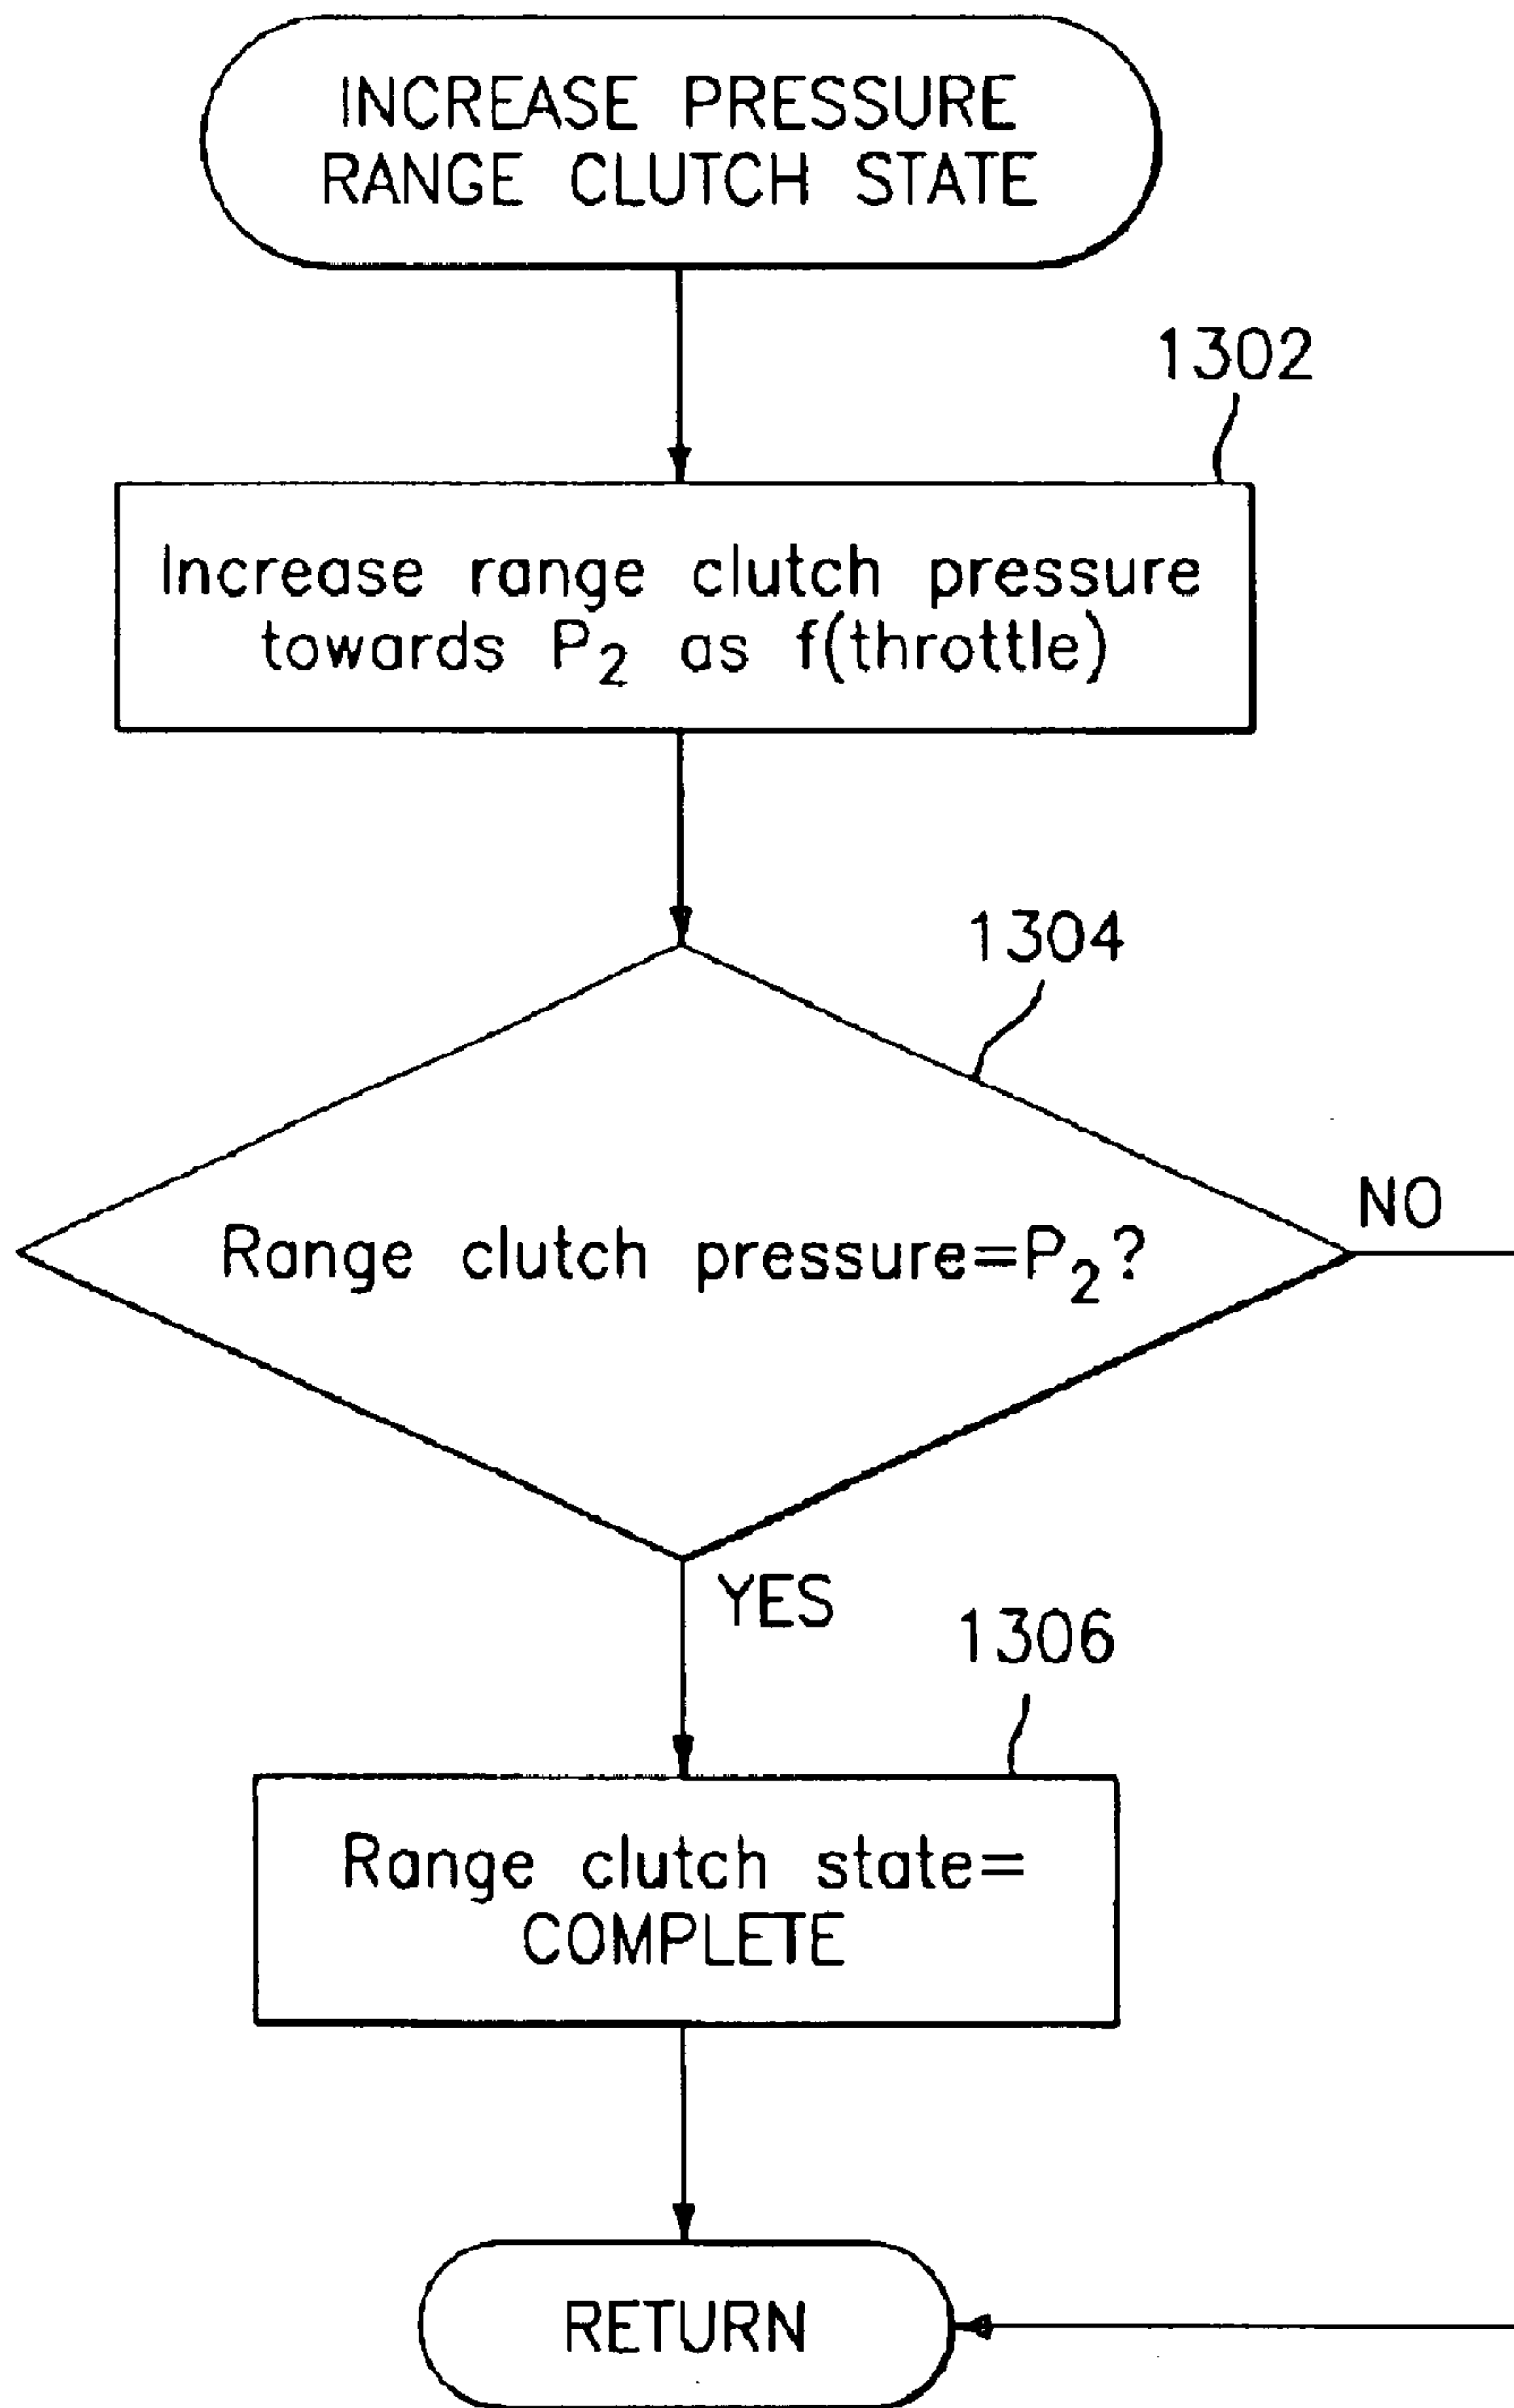 INCREASE PRESSURE
RANGE CLUTCH STATE
1302
Increase range clutch pressure
towards P₂ as f(throttle)
1304
NO
Range clutch pressure=P₂?
YES
1306
Range clutch state=
COMPLETE
RETURN